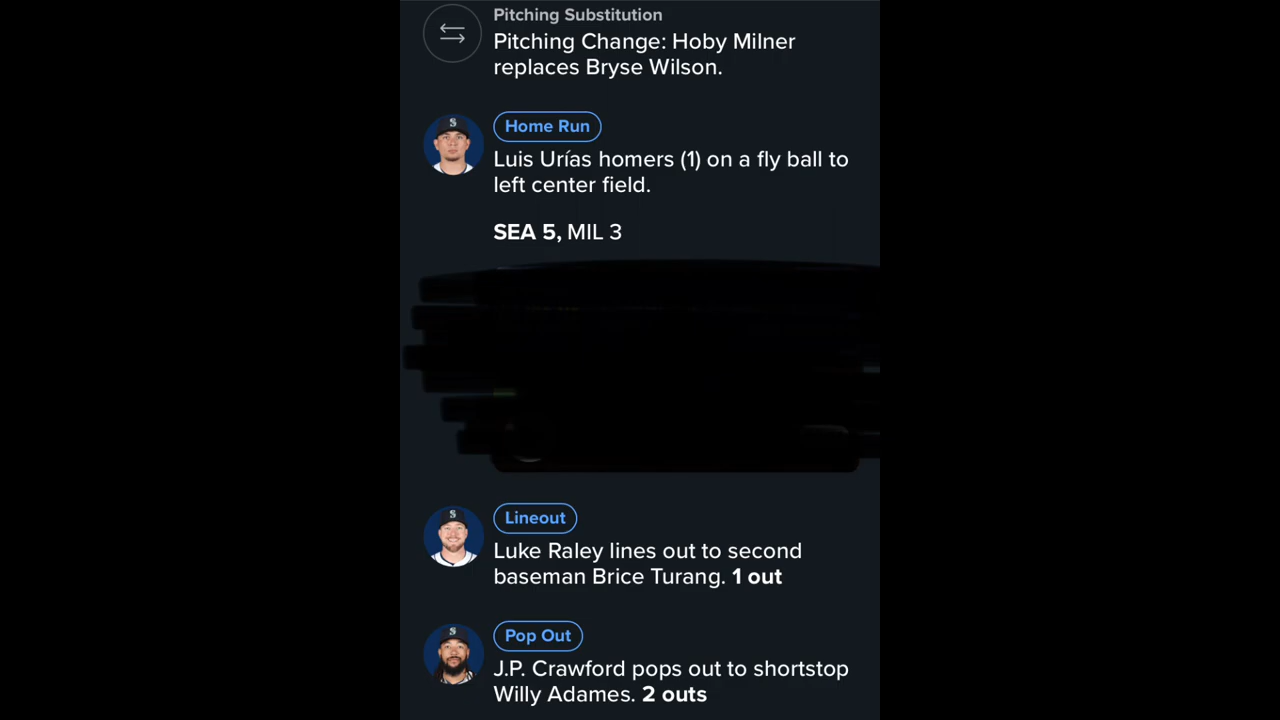 Pitching Substitution
Pitching Change: Hoby Milner
replaces Bryse Wilson.
Home Run
Luis Urías homers (1) on a fly ball to
left center field.
SEA 5, MIL 3
Lineout
Luke Raley lines out to second
baseman Brice Turang. 1 out
Pop Out
J.P. Crawford pops out to shortstop
Willy Adames. 2 outs